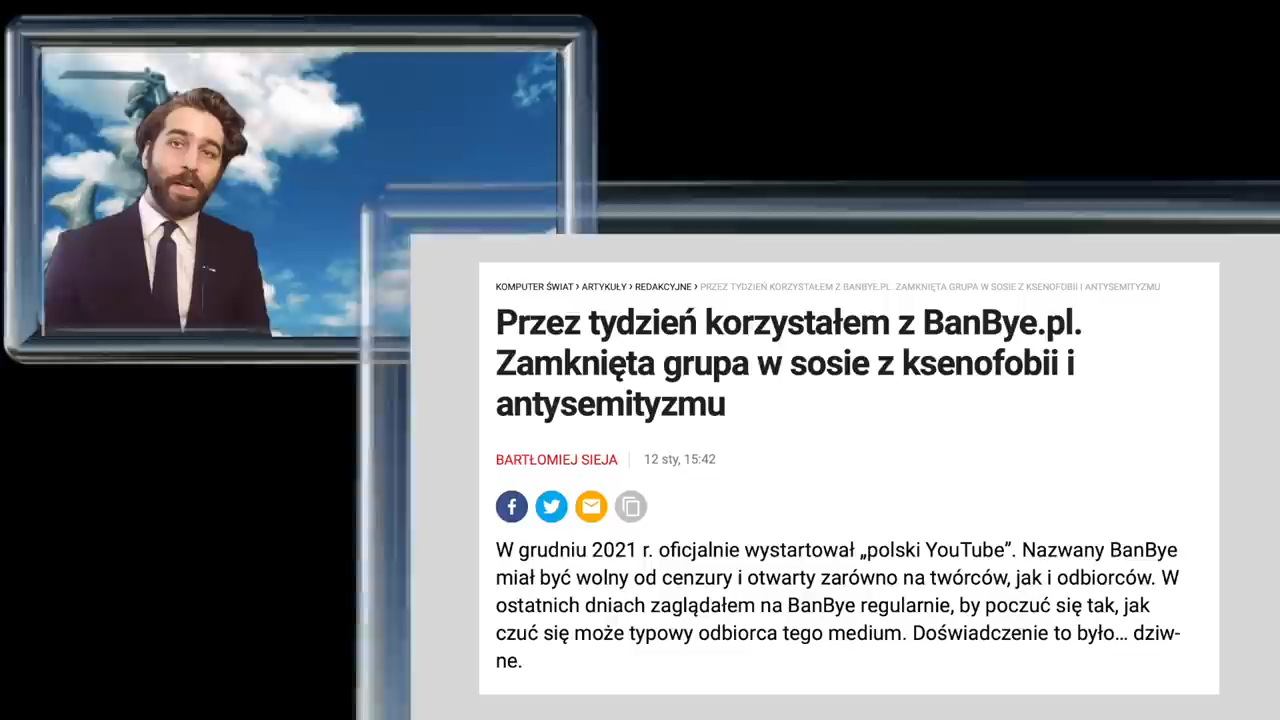 KOMPUTER ŚWIAT › ARTYKUŁY › REDAKCYJNE › PRZEZ TYDZIEŃ KORZYSTAŁEM Z BANBYE.PL. ZAMKNIĘTA GRUPA W SOSIE Z KSENOFOBII I ANTYSEMITYZMU
Przez tydzień korzystałem z BanBye.pl.
Zamknięta grupa w sosie z ksenofobii i
antysemityzmu
BARTŁOMIEJ SIEJA | 12 sty, 15:42
W grudniu 2021 r. oficjalnie wystartował „polski YouTube”. Nazwany BanBye
miał być wolny od cenzury i otwarty zarówno na twórców, jak i odbiorców. W
ostatnich dniach zaglądałem na BanBye regularnie, by poczuć się tak, jak
czuć się może typowy odbiorca tego medium. Doświadczenie to było… dziw-
ne.